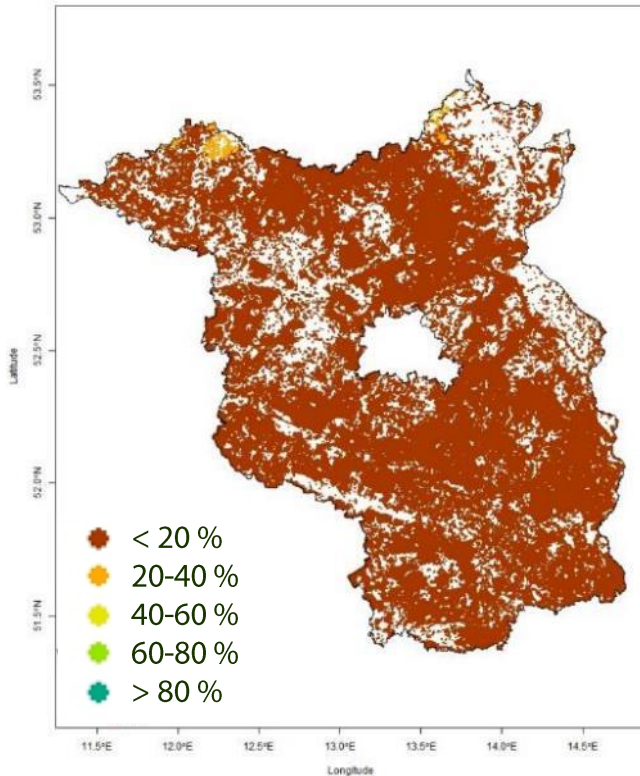 53.5°N
53.0°N
52.5°N
52.0°N
51.5°N
Latitude
< 20 %
20-40 %
40-60 %
60-80 %
> 80 %
11.5°E 12.0°E 12.5°E 13.0°E 13.5°E 14.0°E 14.5°E
Longitude